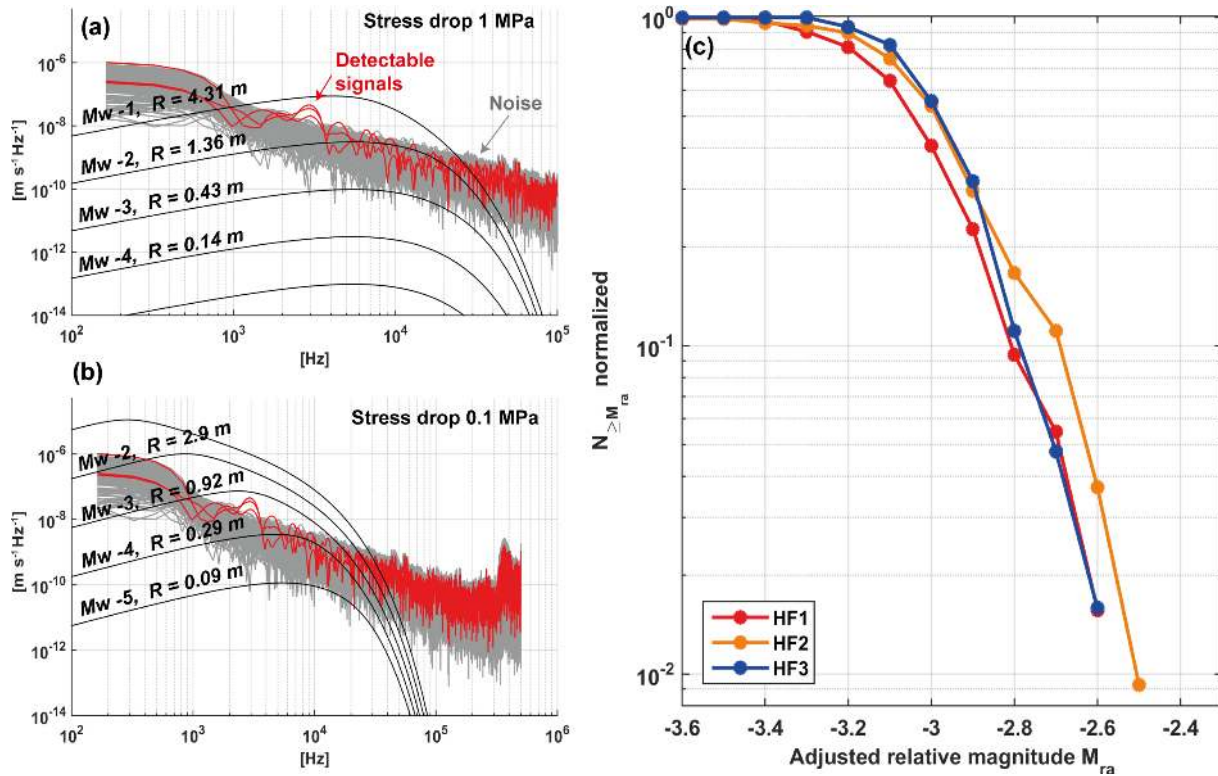 (a)
Stress drop 1 MPa
Detectable
signals
Noise
Mw -1, R = 4.31 m
Mw -2, R = 1.36 m
Mw -3, R = 0.43 m
Mw -4, R = 0.14 m
[m s⁻¹ Hz⁻¹]
10⁻⁶
10⁻⁸
10⁻¹⁰
10⁻¹²
10⁻¹⁴
10² 10³ 10⁴ 10⁵
[Hz]
(b)
Stress drop 0.1 MPa
Mw -2, R = 2.9 m
Mw -3, R = 0.92 m
Mw -4, R = 0.29 m
Mw -5, R = 0.09 m
[m s⁻¹ Hz⁻¹]
10⁻⁶
10⁻⁸
10⁻¹⁰
10⁻¹²
10⁻¹⁴
10² 10³ 10⁴ 10⁵ 10⁶
[Hz]
(c)
N≥Mra normalized
10⁰
10⁻¹
10⁻²
HF1
HF2
HF3
-3.6 -3.4 -3.2 -3 -2.8 -2.6 -2.4
Adjusted relative magnitude Mra